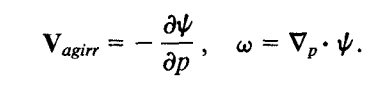 V_agirr = − ∂ψ/∂p , ω = ∇_p · ψ.